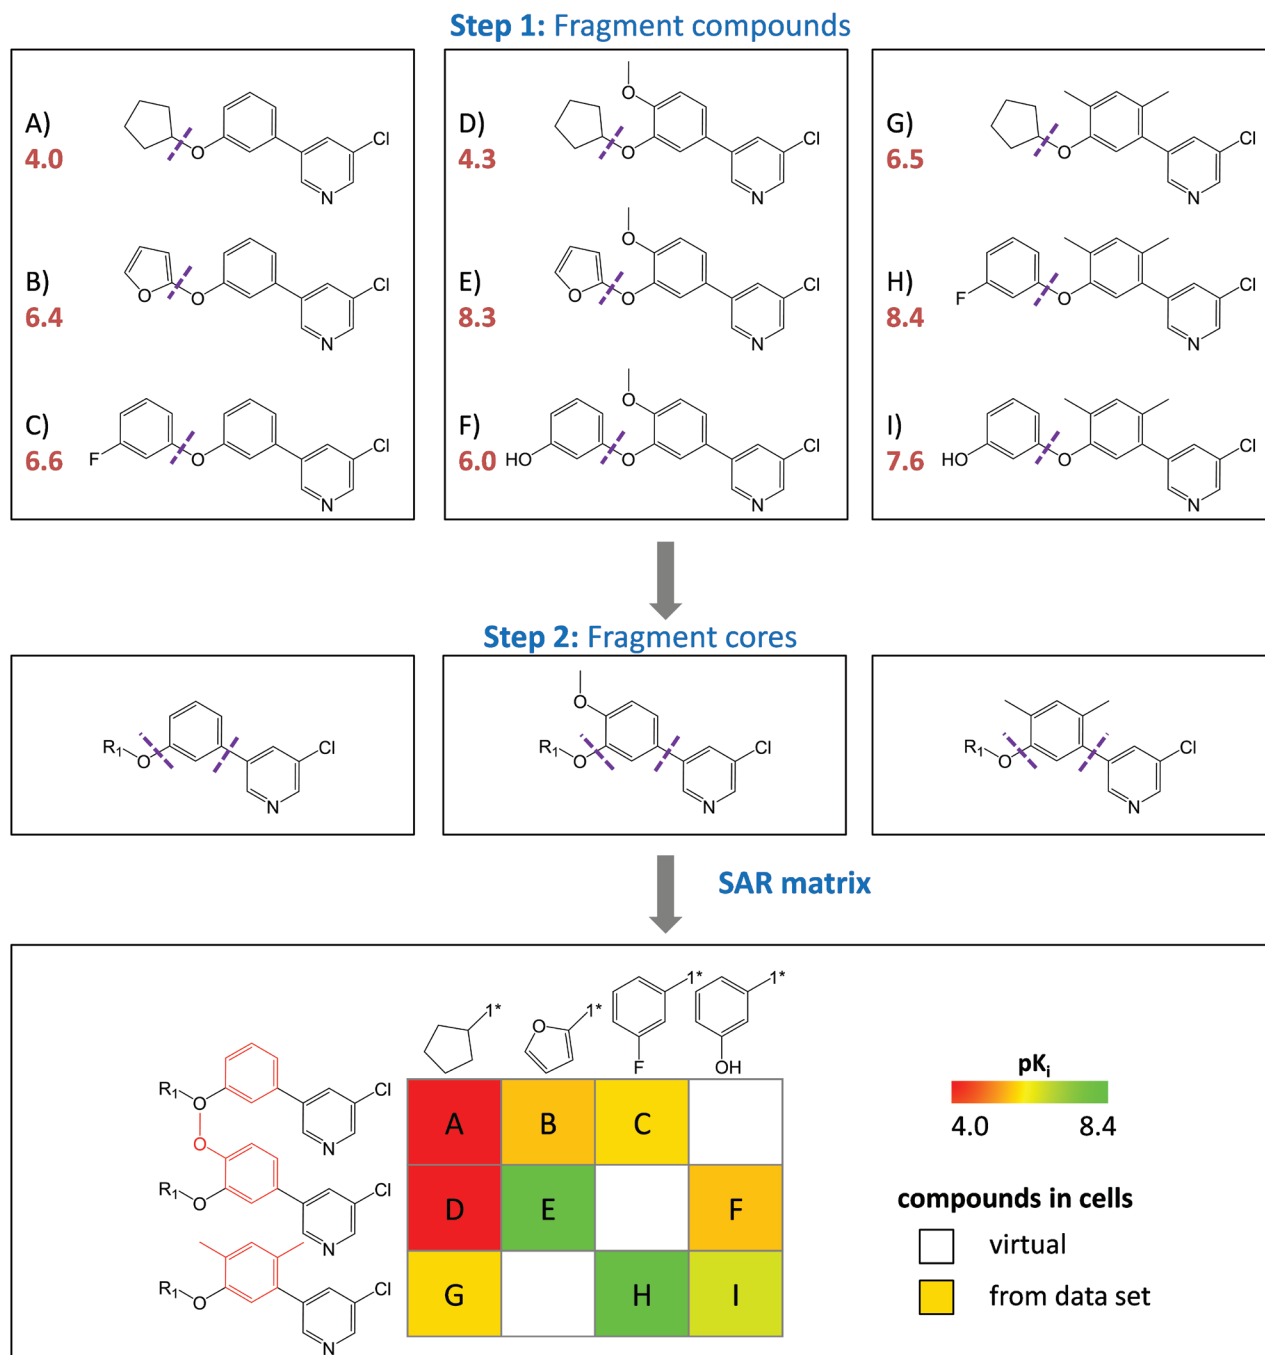 Step 1: Fragment compounds
A)
4.0
O
N
Cl
B)
6.4
O
O
N
Cl
C)
6.6
F
O
N
Cl
D)
4.3
O
O
N
Cl
E)
8.3
O
O
O
N
Cl
F)
6.0
HO
O
O
N
Cl
G)
6.5
O
N
Cl
H)
8.4
F
O
N
Cl
I)
7.6
HO
O
N
Cl
Step 2: Fragment cores
R1
O
N
Cl
O
R1
O
N
Cl
R1
O
N
Cl
SAR matrix
1*
O
1*
1*
F
1*
OH
R1
O
N
Cl
O
R1
O
N
Cl
R1
O
N
Cl
A B C
D E F
G H I
pKi
4.0 8.4
compounds in cells
virtual
from data set